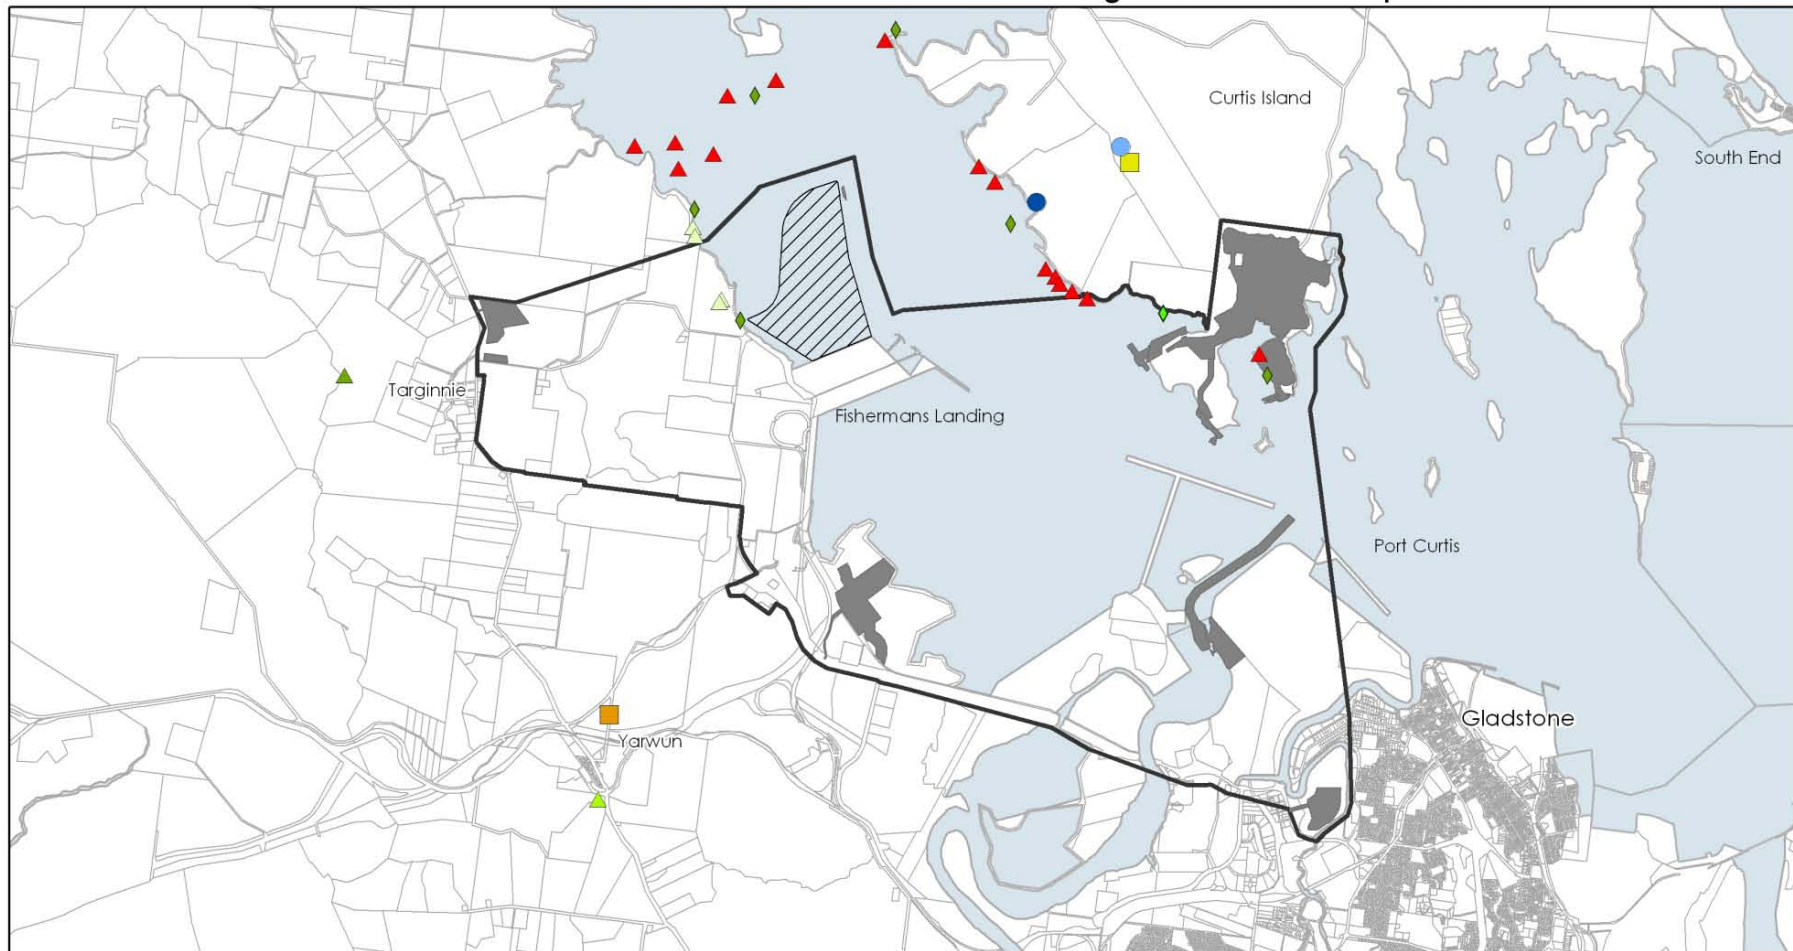 Curtis Island
South End
Targinnie
Fishermans Landing
Port Curtis
Gladstone
Yarwun